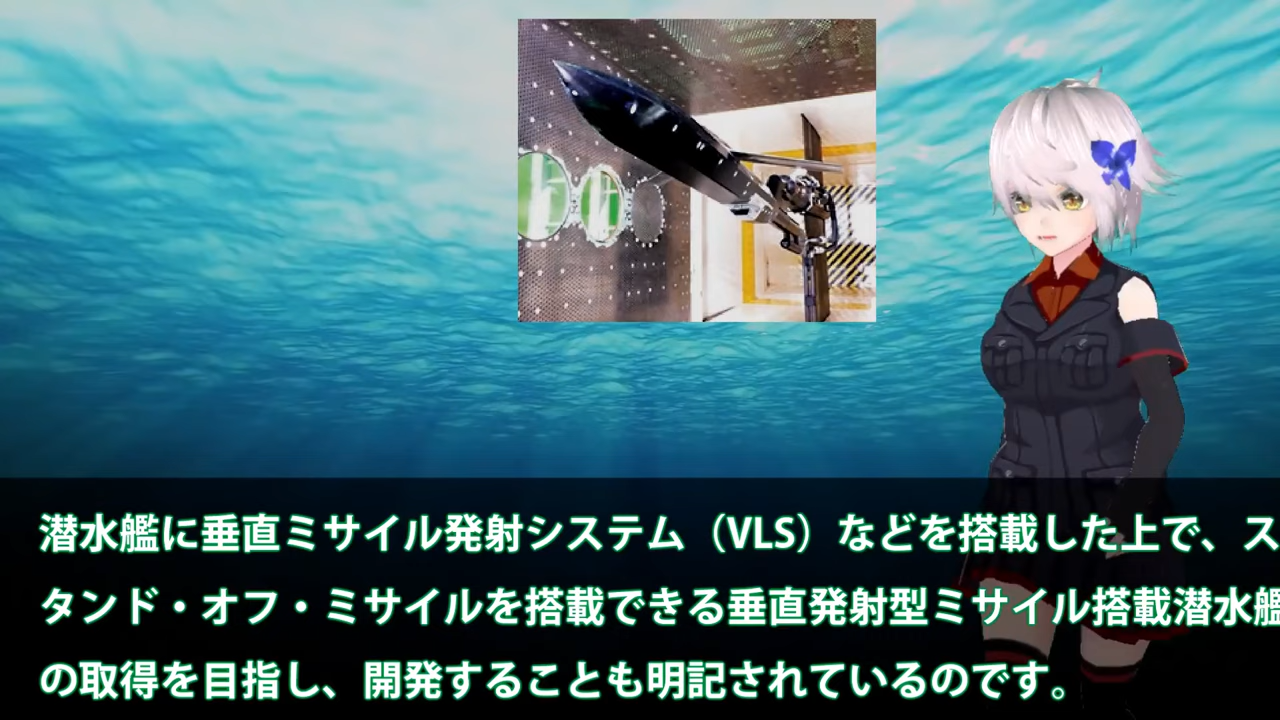 潜水艦に垂直ミサイル発射システム（VLS）などを搭載した上で、ス
タンド・オフ・ミサイルを搭載できる垂直発射型ミサイル搭載潜水艦
の取得を目指し、開発することも明記されているのです。